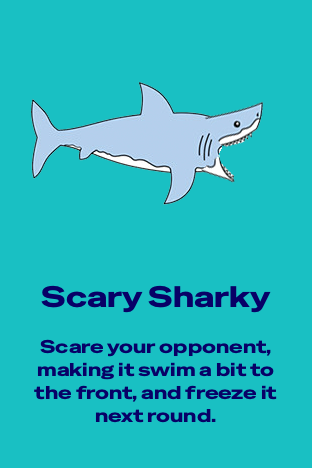 Scary Sharky
Scare your opponent,
making it swim a bit to
the front, and freeze it
next round.